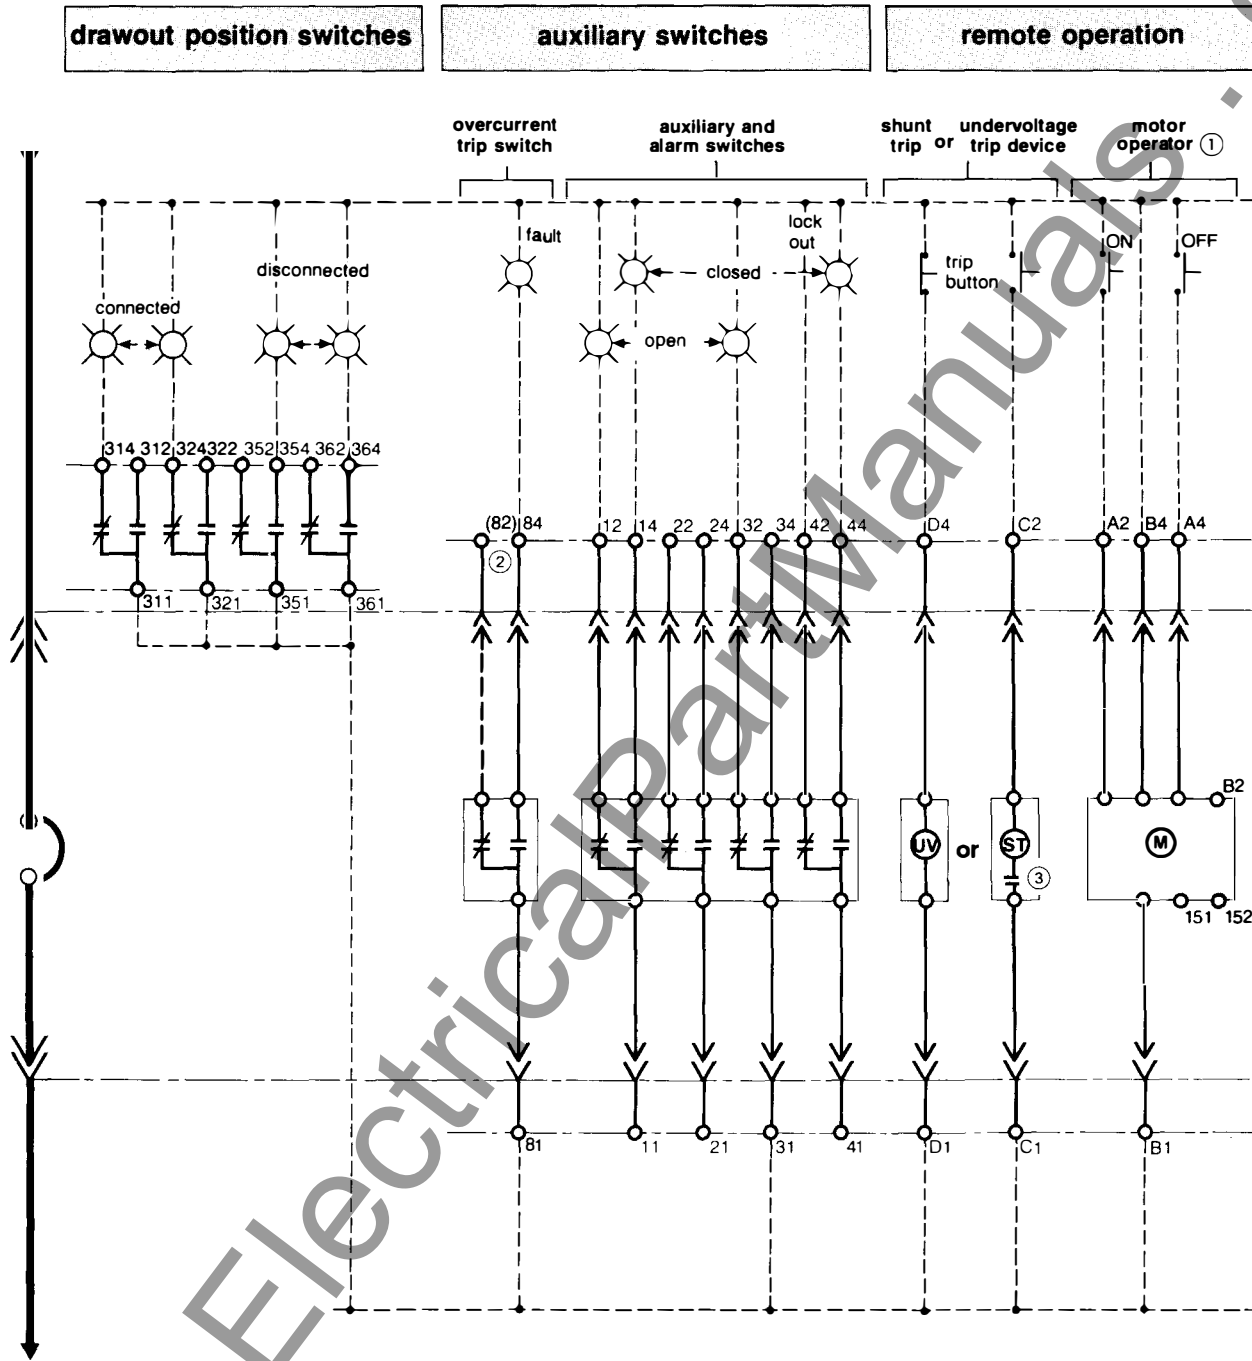 drawout position switches
auxiliary switches
remote operation
overcurrent
trip switch
auxiliary and
alarm switches
shunt
trip
or
undervoltage
trip device
motor
operator ①
fault
lock
out
closed
open
connected
disconnected
trip
button
ON
OFF
314 312 324 322 352 354 362 364
(82) 84
②
12 14 22 24 32 34 42 44
D4
C2
A2 B4 A4
311
321
351
361
B2
UV
or
ST
M
③
151 152
81
11
21
31
41
D1
C1
B1
ElectricalPartManuals .